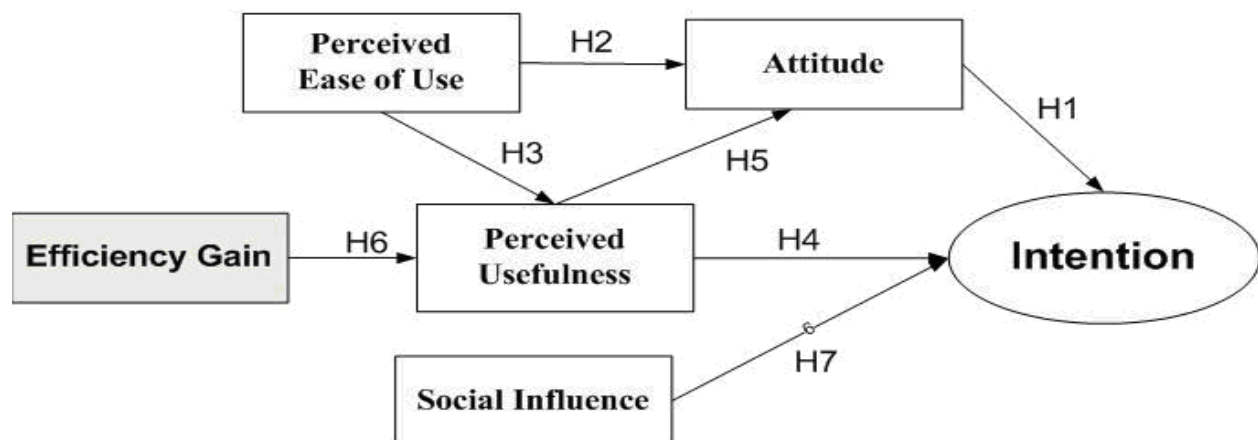 Perceived
Ease of Use
H2
Attitude
H1
H3
H5
Efficiency Gain
H6
Perceived
Usefulness
H4
Intention
6
H7
Social Influence